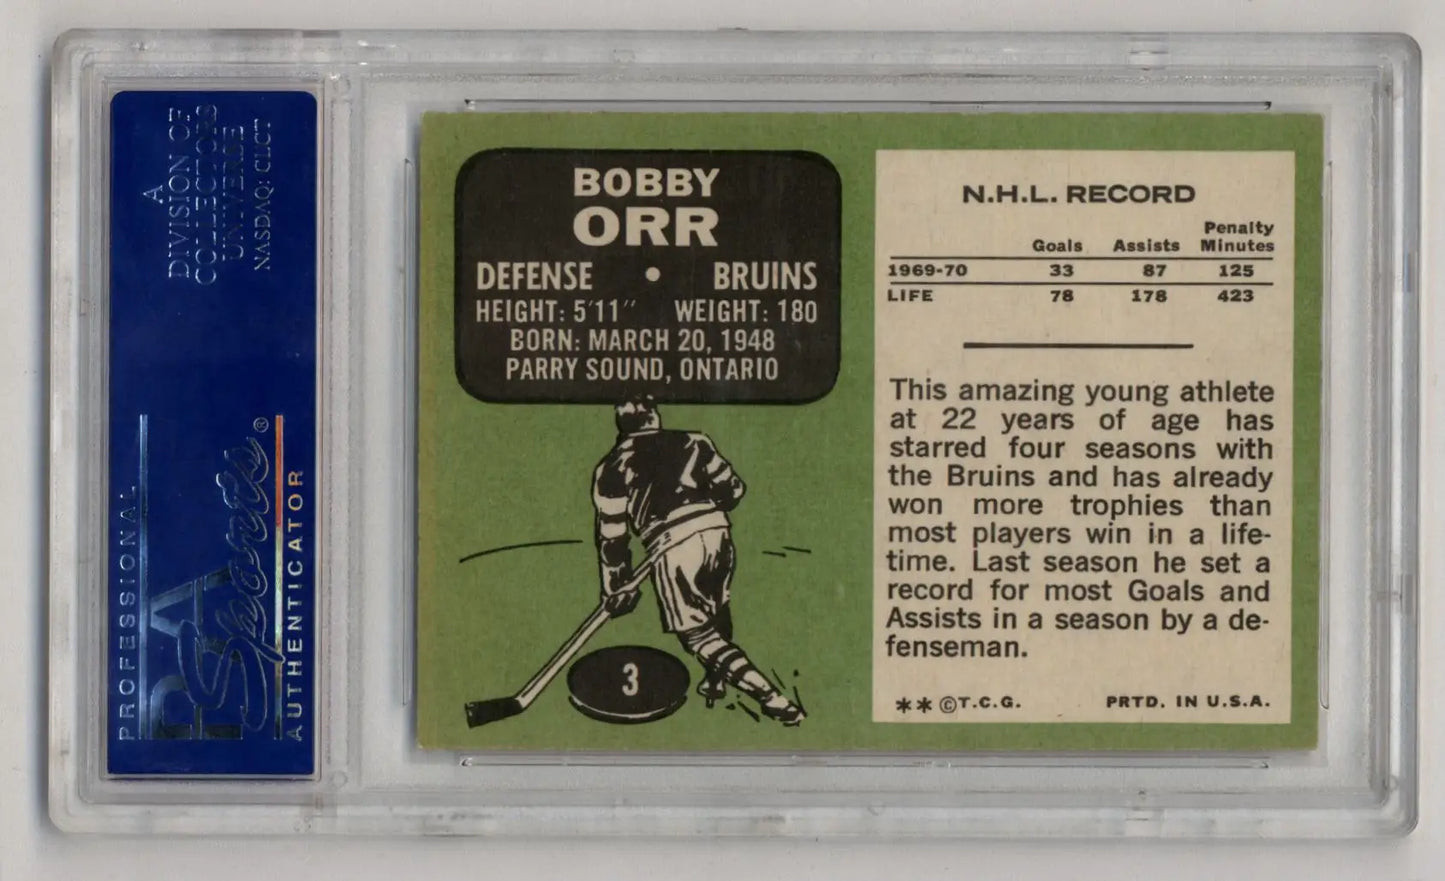 A
DIVISION OF
COLLECTORS
UNIVERSE
NASDAQ: CLCT
PROFESSIONAL
PSA
Sports®
AUTHENTICATOR
BOBBY
ORR
DEFENSE • BRUINS
HEIGHT: 5'11" WEIGHT: 180
BORN: MARCH 20, 1948
PARRY SOUND, ONTARIO
3
N.H.L. RECORD
Goals Assists Penalty Minutes
1969-70 33 87 125
LIFE 78 178 423
This amazing young athlete
at 22 years of age has
starred four seasons with
the Bruins and has already
won more trophies than
most players win in a life-
time. Last season he set a
record for most Goals and
Assists in a season by a de-
fenseman.
** ©T.C.G. PRTD. IN U.S.A.